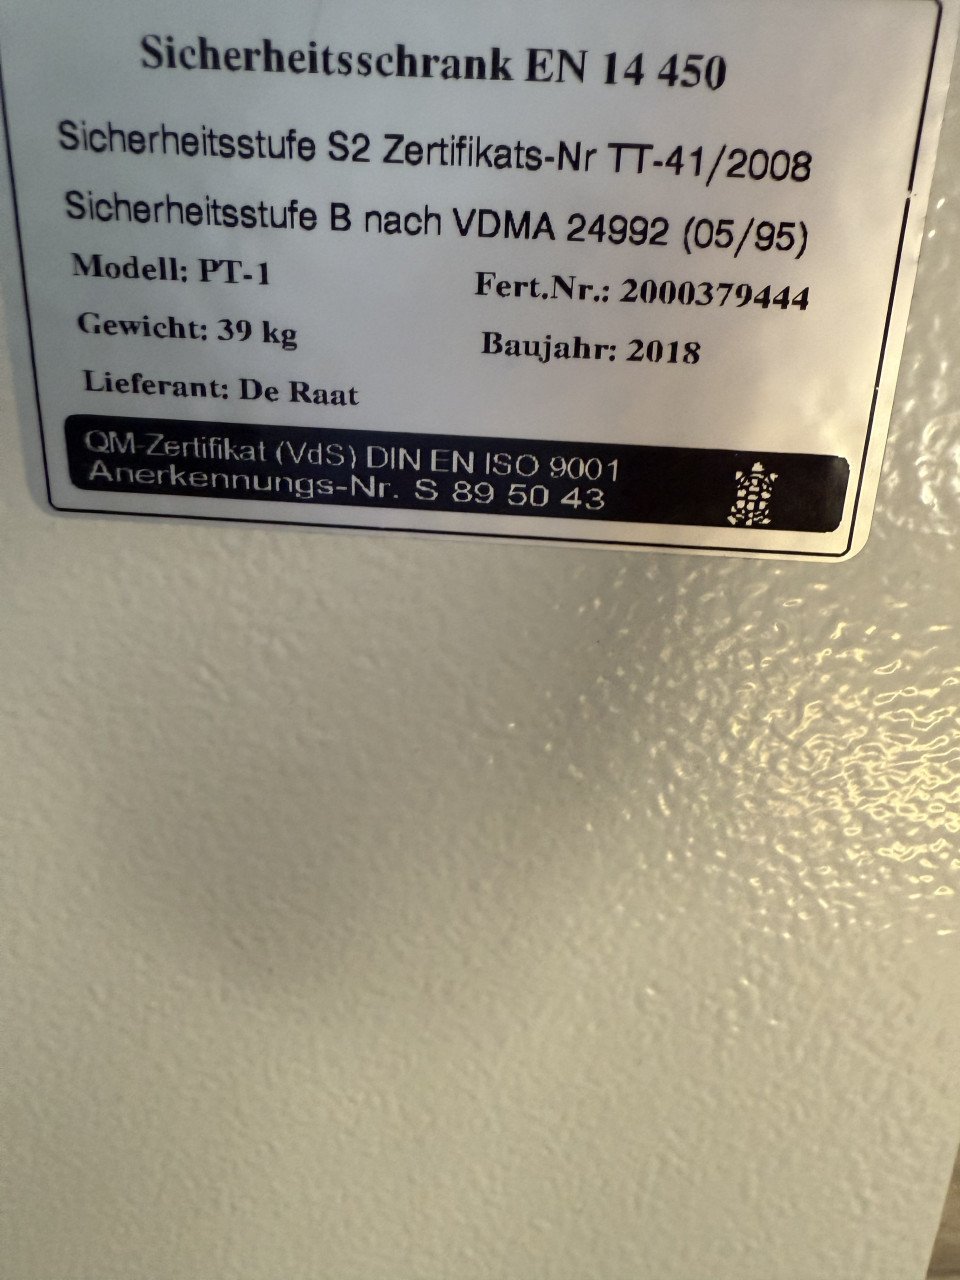 Sicherheitsschrank EN 14 450
Sicherheitsstufe S2 Zertifikats-Nr TT-41/2008
Sicherheitsstufe B nach VDMA 24992 (05/95)
Modell: PT-1 Fert.Nr.: 2000379444
Gewicht: 39 kg Baujahr: 2018
Lieferant: De Raat
QM-Zertifikat (VdS) DIN EN ISO 9001
Anerkennungs-Nr. S 89 50 43